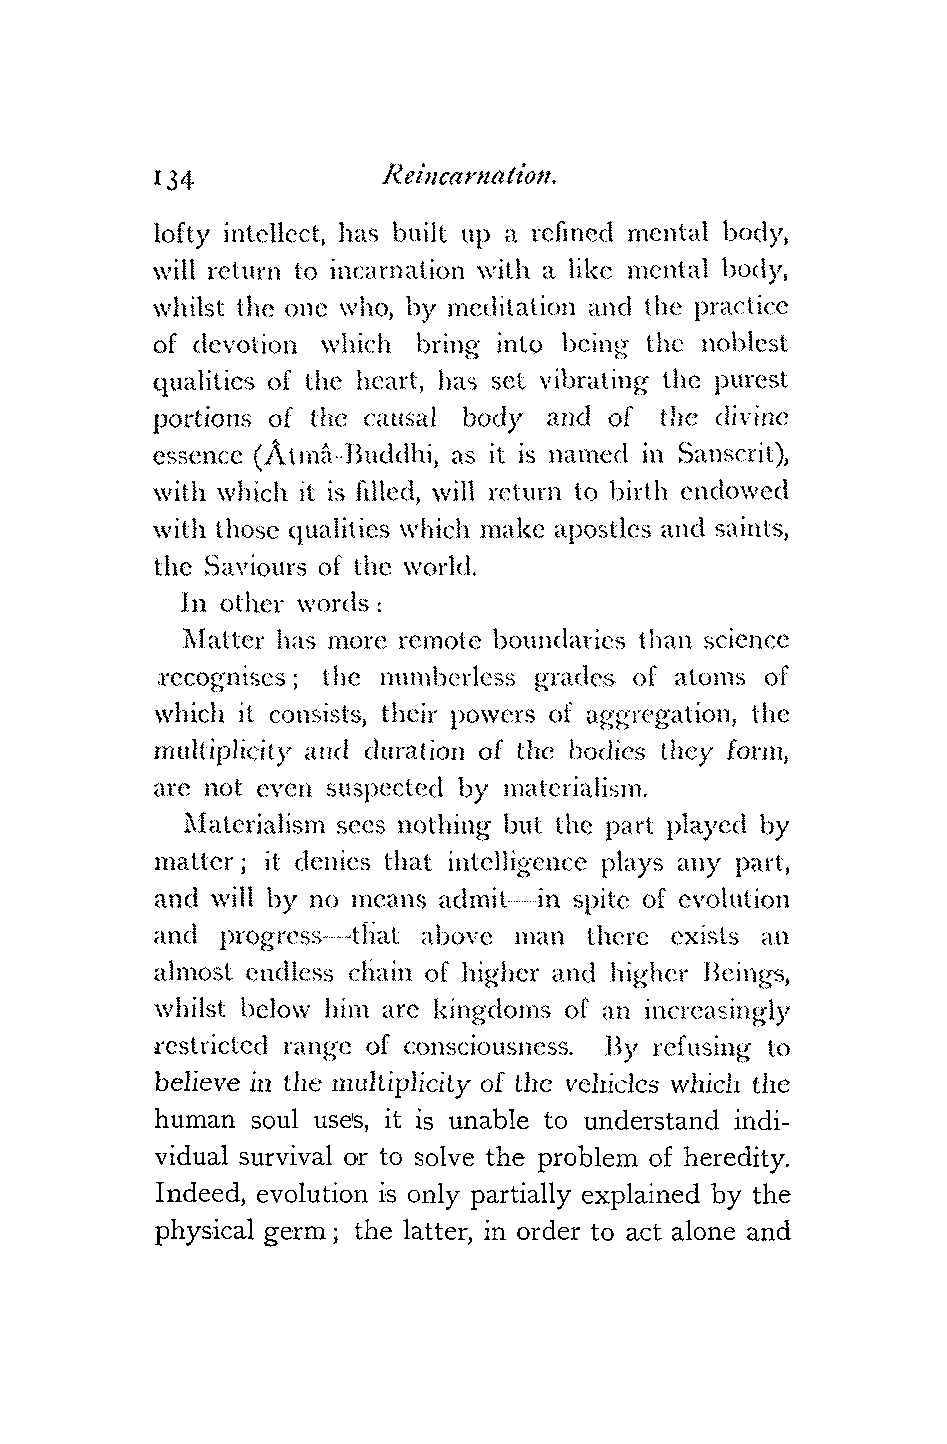 134 Reincarnation.
lofty intellect, has built up a refined mental body,
will return to incarnation with a like mental body,
whilst the one who, by meditation and the practice
of devotion which bring into being the noblest
qualities of the heart, has set vibrating the purest
portions of the causal body and of the divine
essence (Âtmâ-Buddhi, as it is named in Sanscrit),
with which it is filled, will return to birth endowed
with those qualities which make apostles and saints,
the Saviours of the world.
In other words :
Matter has more remote boundaries than science
recognises ; the numberless grades of atoms of
which it consists, their powers of aggregation, the
multiplicity and duration of the bodies they form,
are not even suspected by materialism.
Materialism sees nothing but the part played by
matter ; it denies that intelligence plays any part,
and will by no means admit—in spite of evolution
and progress—that above man there exists an
almost endless chain of higher and higher Beings,
whilst below him are kingdoms of an increasingly
restricted range of consciousness. By refusing to
believe in the multiplicity of the vehicles which the
human soul uses, it is unable to understand indi-
vidual survival or to solve the problem of heredity.
Indeed, evolution is only partially explained by the
physical germ ; the latter, in order to act alone and